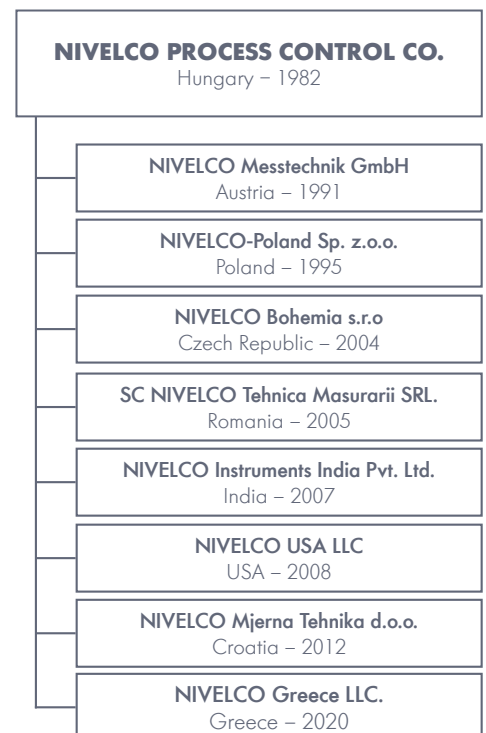 NIVELCO PROCESS CONTROL CO.
Hungary – 1982
NIVELCO Messtechnik GmbH
Austria – 1991
NIVELCO-Poland Sp. z.o.o.
Poland – 1995
NIVELCO Bohemia s.r.o
Czech Republic – 2004
SC NIVELCO Tehnica Masurarii SRL.
Romania – 2005
NIVELCO Instruments India Pvt. Ltd.
India – 2007
NIVELCO USA LLC
USA – 2008
NIVELCO Mjerna Tehnika d.o.o.
Croatia – 2012
NIVELCO Greece LLC.
Greece – 2020